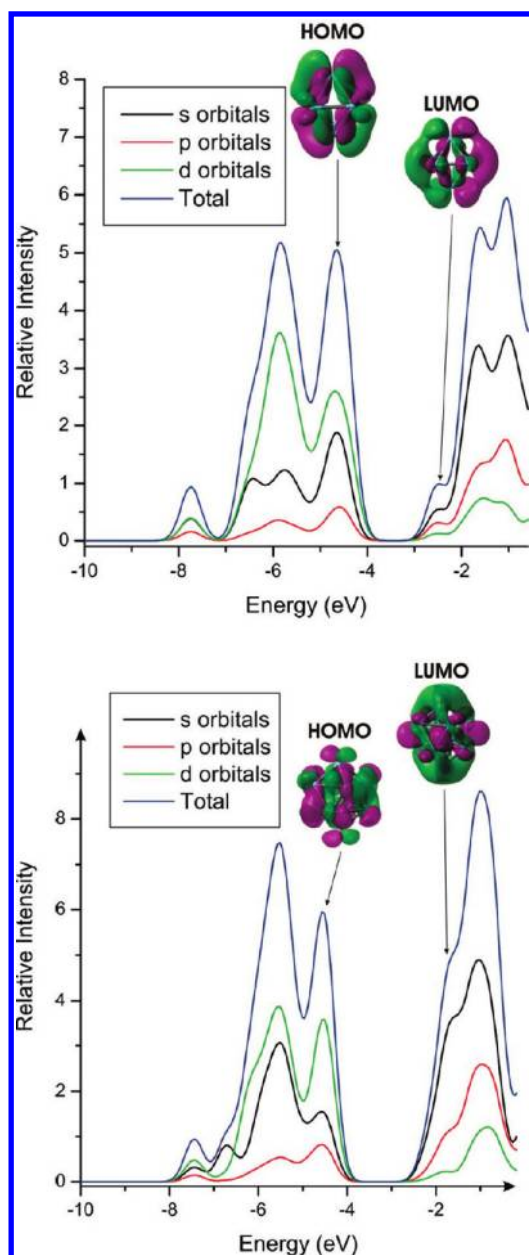 HOMO
LUMO
s orbitals
p orbitals
d orbitals
Total
8
7
6
5
4
3
2
1
0
Relative Intensity
-10 -8 -6 -4 -2
Energy (eV)
LUMO
HOMO
s orbitals
p orbitals
d orbitals
Total
8
6
4
2
0
Relative Intensity
-10 -8 -6 -4 -2
Energy (eV)